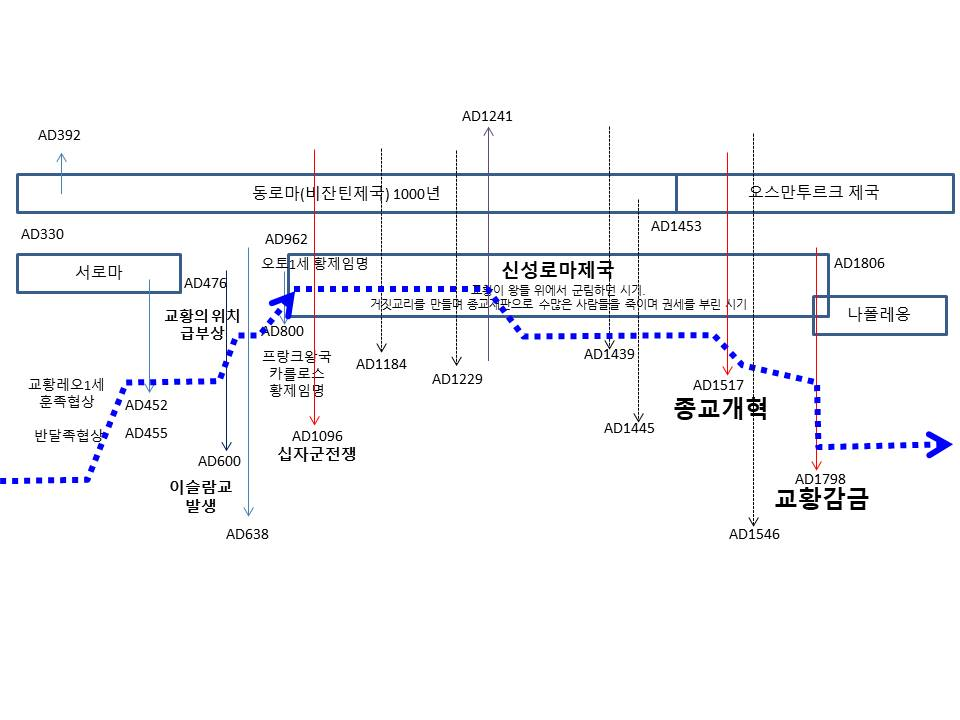 AD1241
AD392
동로마(비잔틴제국) 1000년
오스만투르크 제국
AD330
AD1453
AD962
서로마
오토1세 황제임명
신성로마제국
AD1806
AD476
교황이 왕들 위에서 군림하던 시기.
거짓교리를 만들며 종교재판으로 수많은 사람들을 죽이며 권세를 부린 시기
교황의 위치
급부상
나폴레옹
AD800
프랑크왕국
카를로스
황제임명
AD1184
AD1229
AD1439
교황레오1세
훈족협상
AD452
AD1517
종교개혁
반달족협상
AD455
AD1096
십자군전쟁
AD1445
AD600
이슬람교
발생
AD1798
교황감금
AD638
AD1546